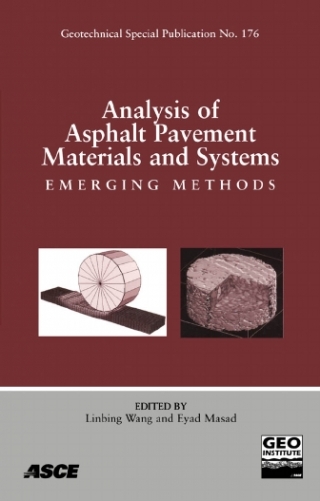 Geotechnical Special Publication No. 176
Analysis of
Asphalt Pavement
Materials and Systems
EMERGING METHODS
EDITED BY
Linbing Wang and Eyad Masad
ASCE
GEO
INSTITUTE